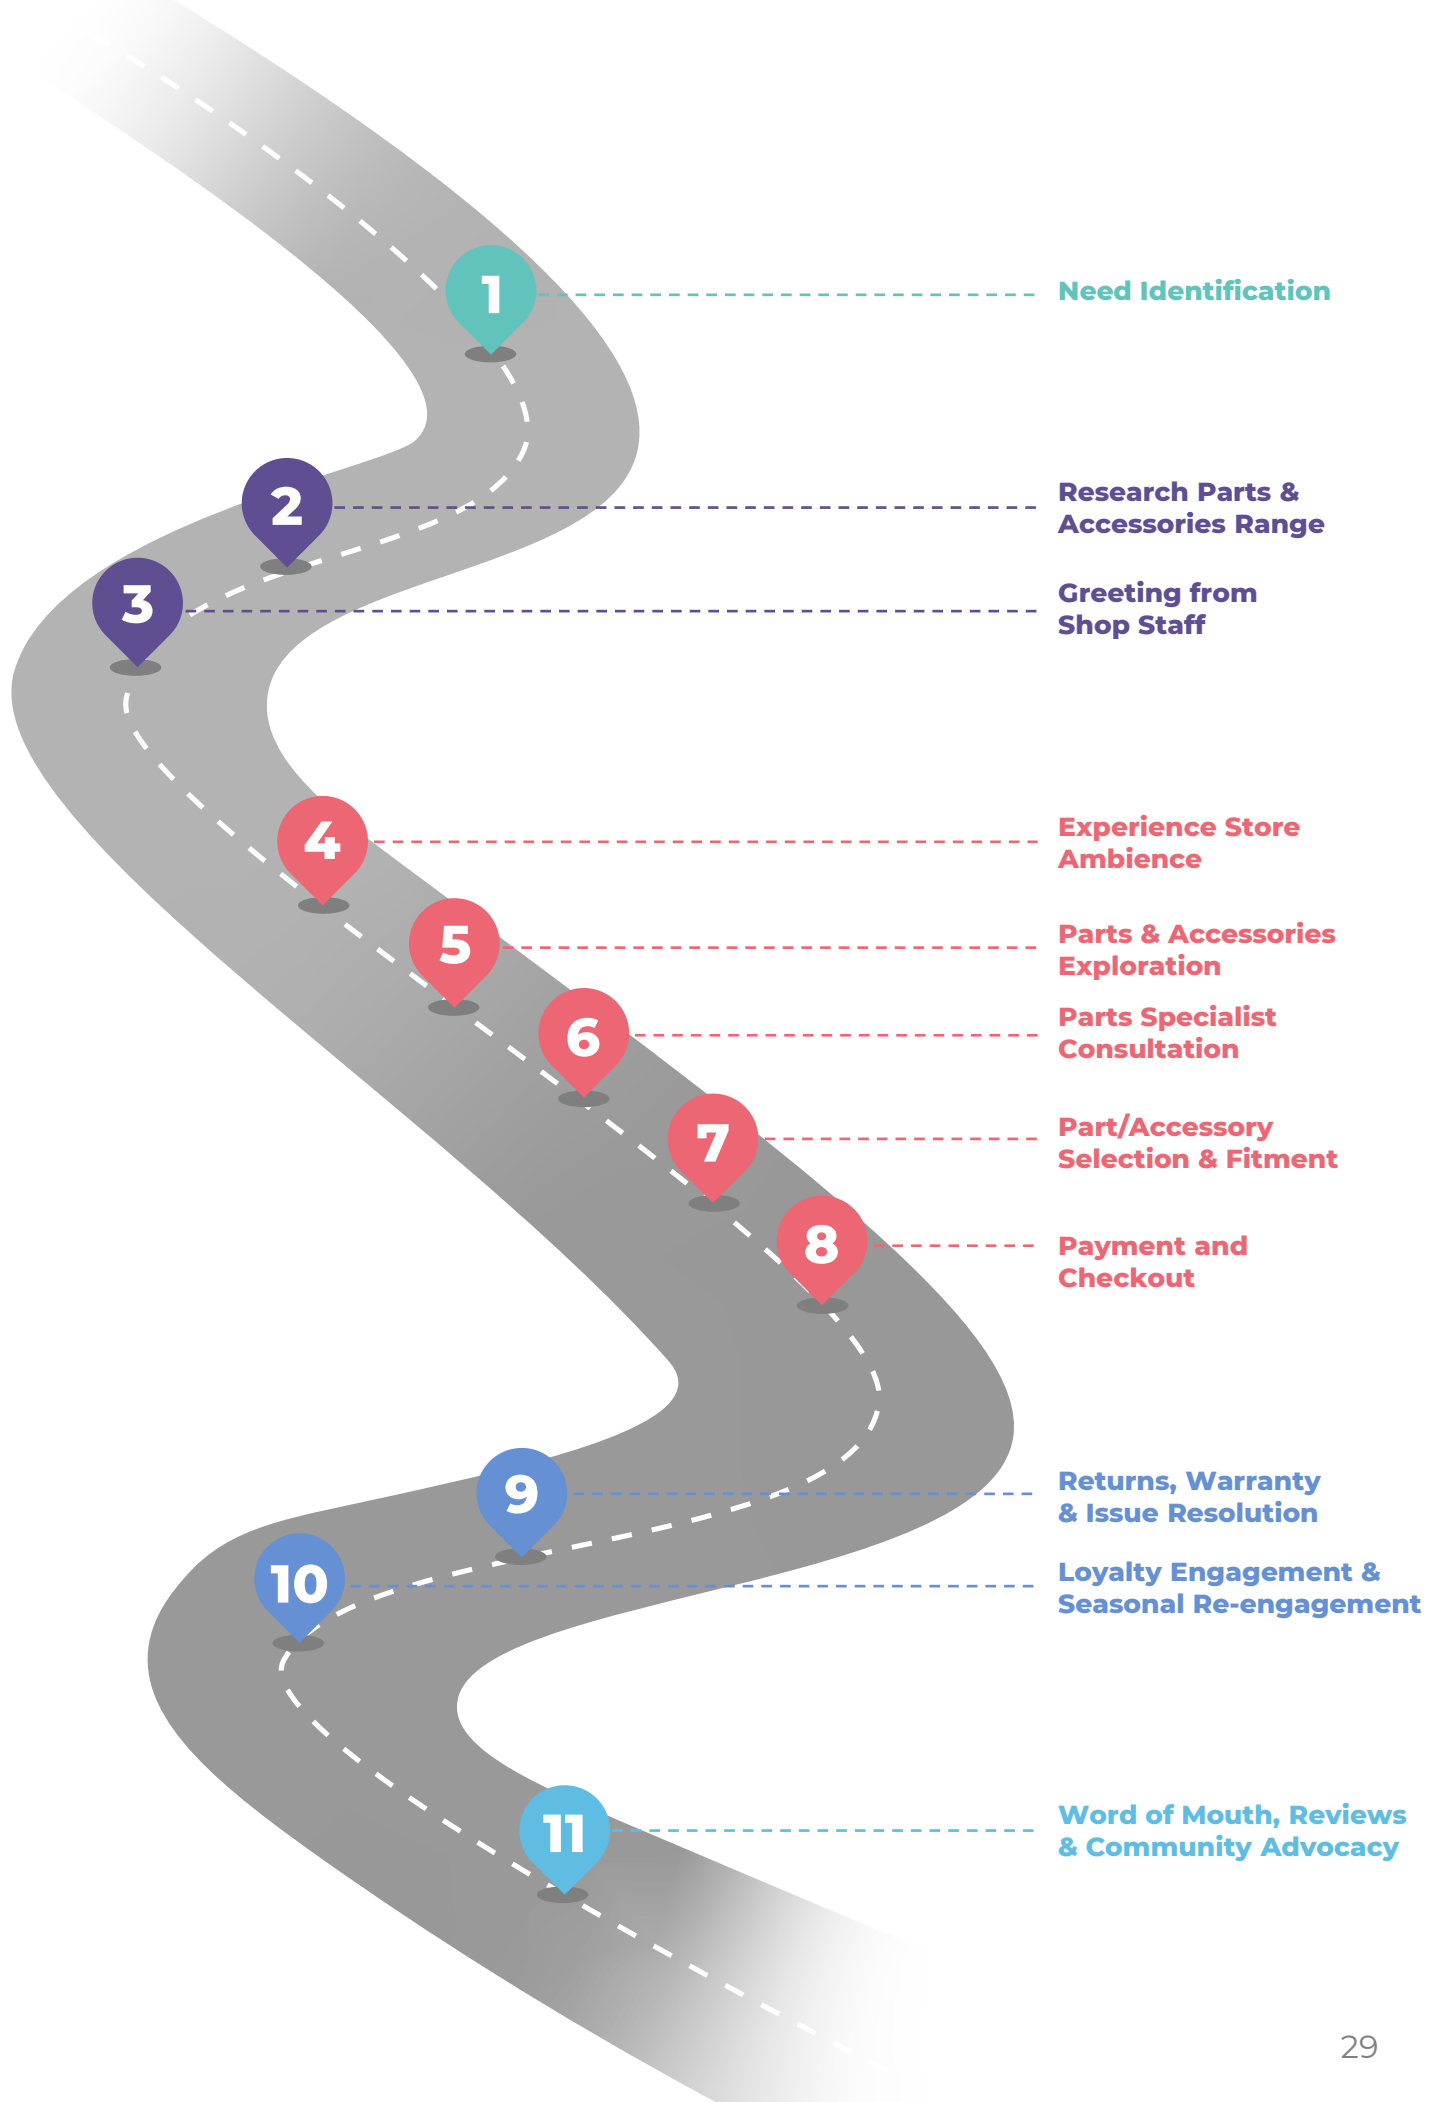 1
Need Identification
2
Research Parts &
Accessories Range
3
Greeting from
Shop Staff
4
Experience Store
Ambience
5
Parts & Accessories
Exploration
6
Parts Specialist
Consultation
7
Part/Accessory
Selection & Fitment
8
Payment and
Checkout
9
Returns, Warranty
& Issue Resolution
10
Loyalty Engagement &
Seasonal Re-engagement
11
Word of Mouth, Reviews
& Community Advocacy
29